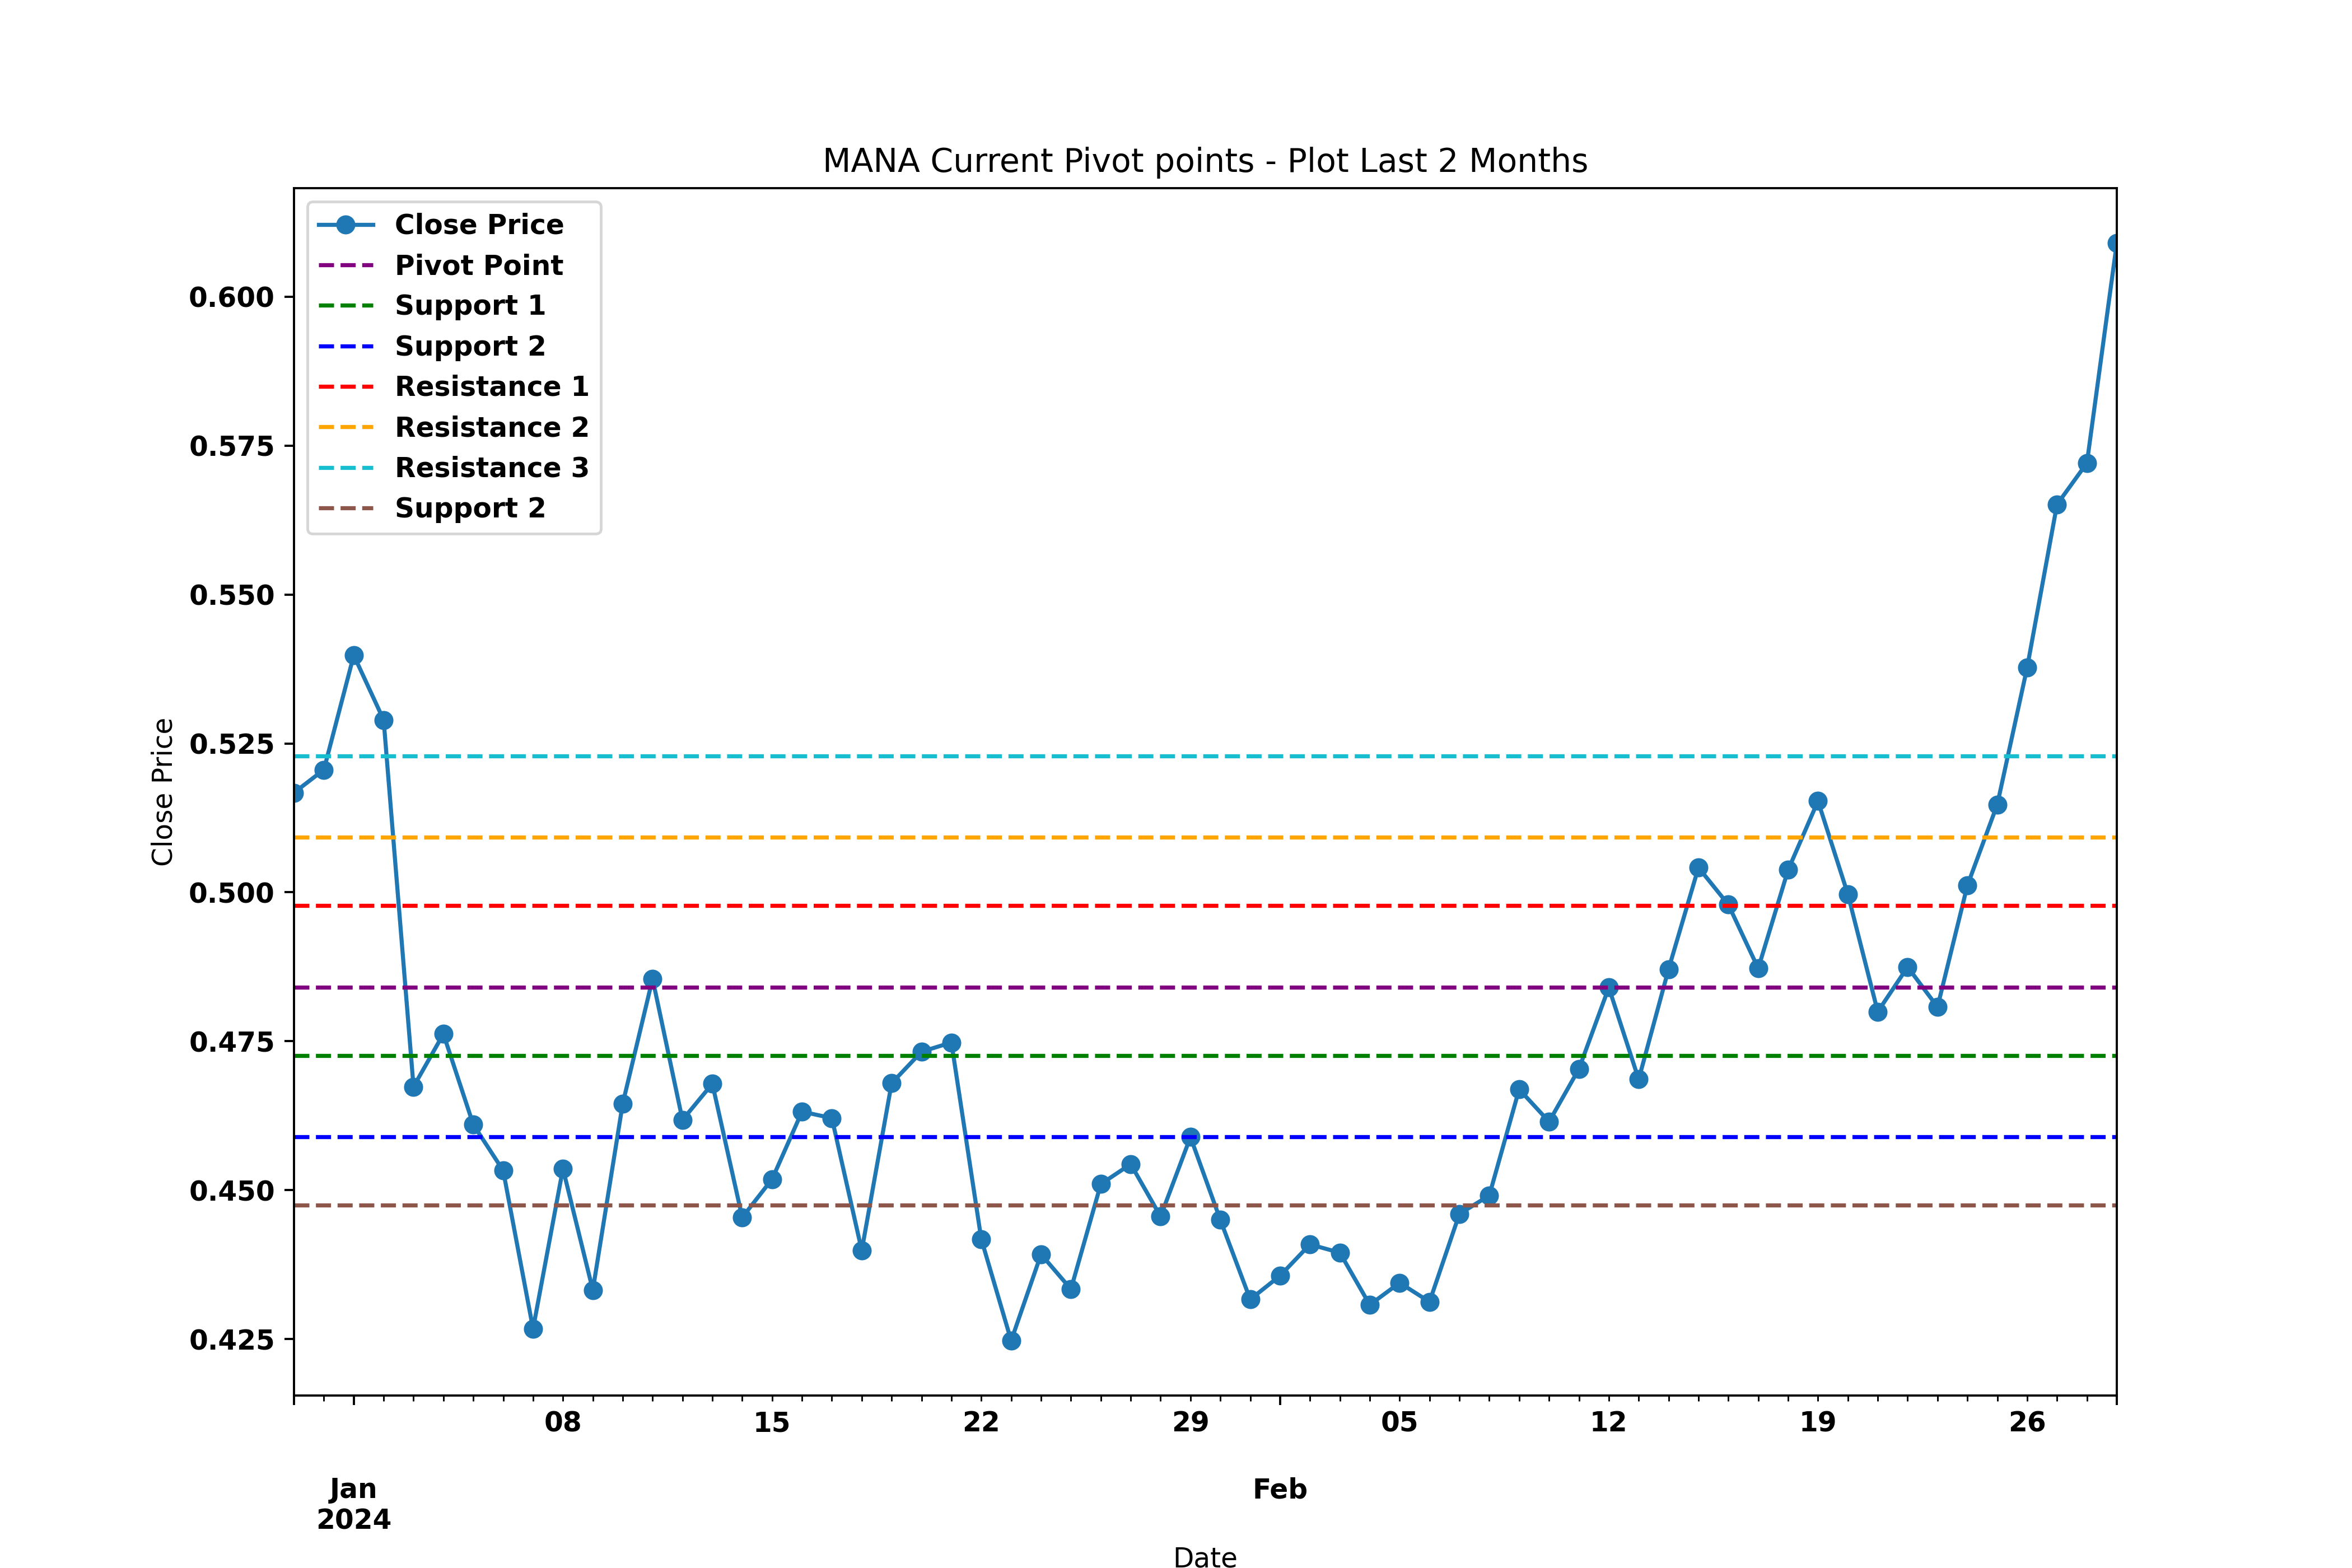 MANA Current Pivot points - Plot Last 2 Months
Close Price
Pivot Point
Support 1
Support 2
Resistance 1
Resistance 2
Resistance 3
Support 2
0.600
0.575
0.550
0.525
0.500
0.475
0.450
0.425
Close Price
08 15 22 29 05 12 19 26
Jan Feb
2024
Date